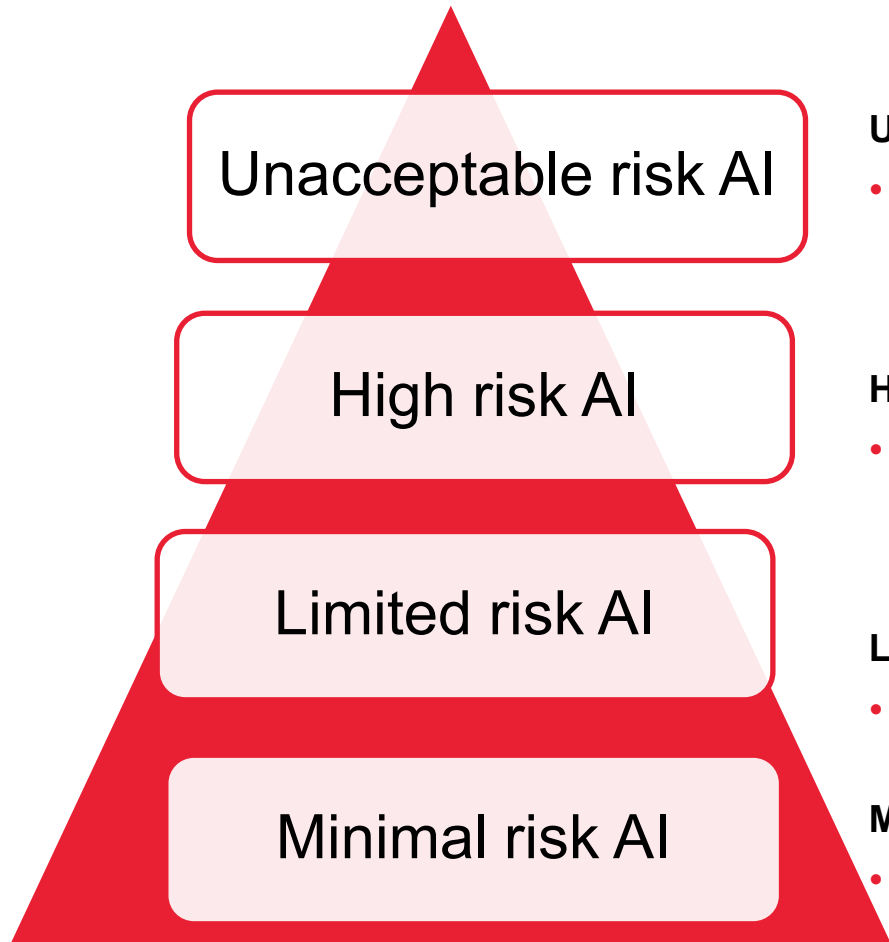 Unacceptable risk AI
U
•
High risk AI
H
•
Limited risk AI
L
•
Minimal risk AI
M
•